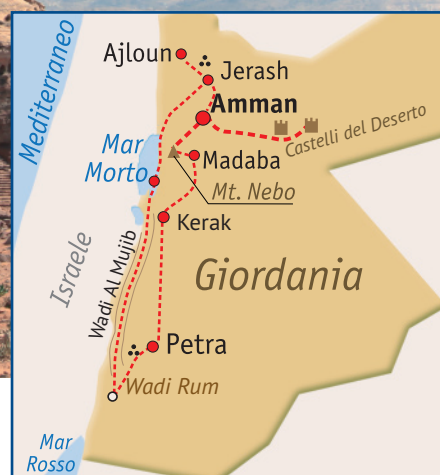 Mediterraneo
Ajloun
Jerash
Amman
Castelli del Deserto
Mar
Morto
Madaba
Mt. Nebo
Kerak
Israele
Wadi Al Mujib
Giordania
Petra
Wadi Rum
Mar
Rosso